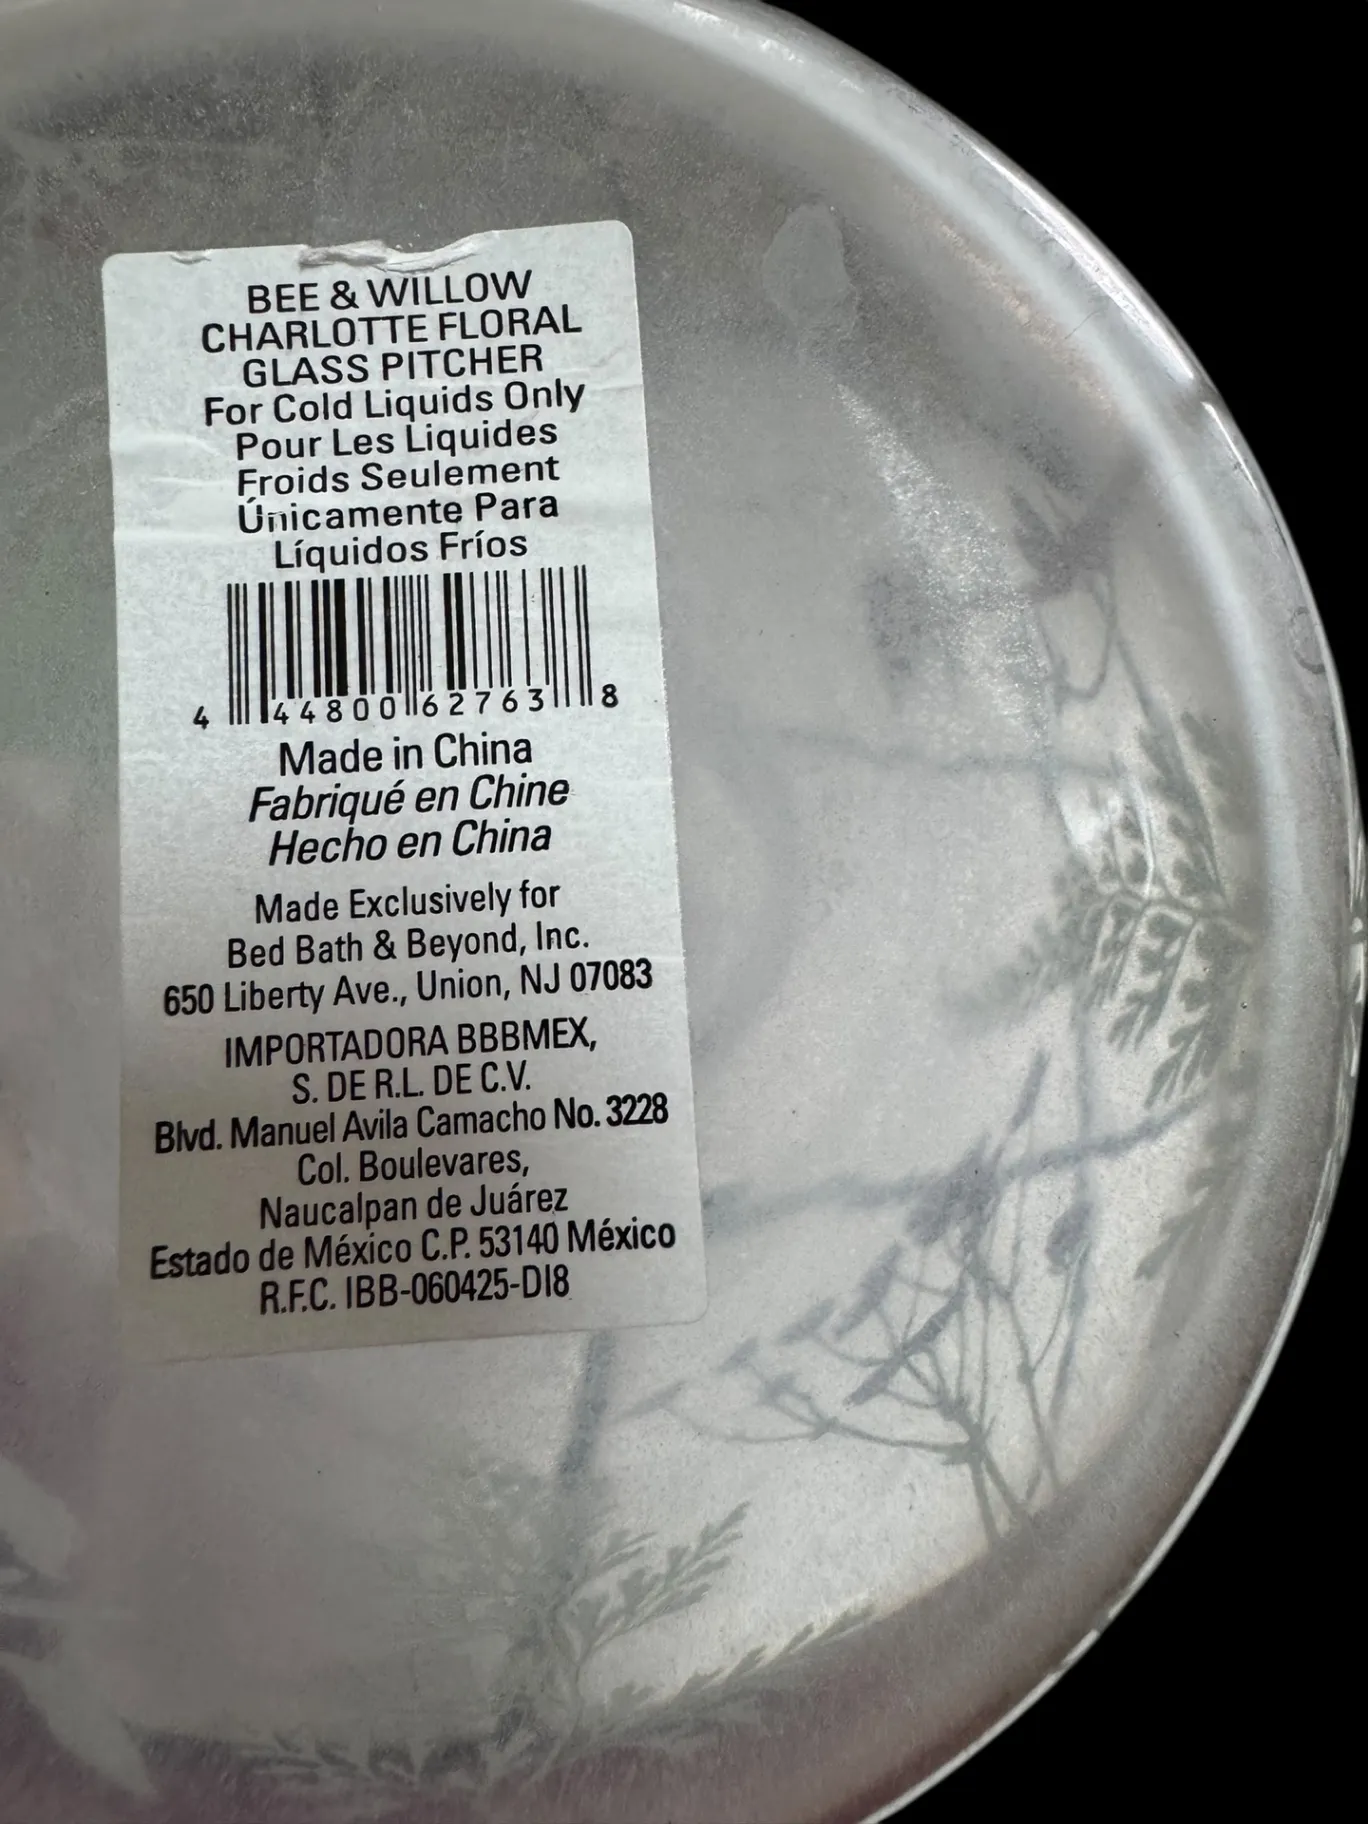 BEE & WILLOW
CHARLOTTE FLORAL
GLASS PITCHER
For Cold Liquids Only
Pour Les Liquides
Froids Seulement
Únicamente Para
Líquidos Fríos
4 44800 62763 8
Made in China
Fabriqué en Chine
Hecho en China
Made Exclusively for
Bed Bath & Beyond, Inc.
650 Liberty Ave., Union, NJ 07083
IMPORTADORA BBBMEX,
S. DE R.L. DE C.V.
Blvd. Manuel Avila Camacho No. 3228
Col. Boulevares,
Naucalpan de Juárez
Estado de México C.P. 53140 México
R.F.C. IBB-060425-DI8